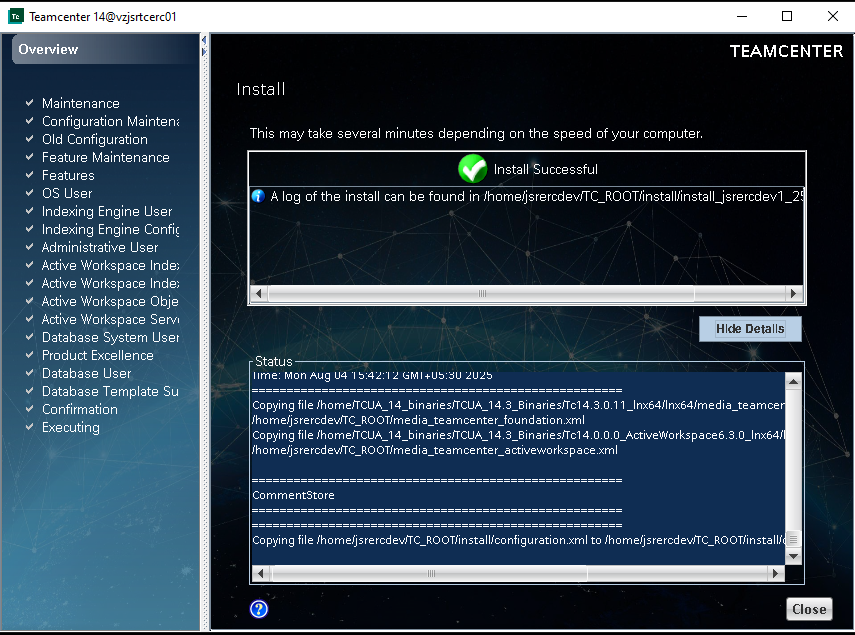 Tc Teamcenter 14@vzjsrtcerc01
Overview
Maintenance
Configuration Maintena
Old Configuration
Feature Maintenance
Features
OS User
Indexing Engine User
Indexing Engine Config
Administrative User
Active Workspace Index
Active Workspace Index
Active Workspace Obje
Active Workspace Serv
Database System User
Product Excellence
Database User
Database Template Su
Confirmation
Executing
TEAMCENTER
Install
This may take several minutes depending on the speed of your computer.
Install Successful
A log of the install can be found in /home/jsrercdev/TC_ROOT/install/install_jsrercdev1_25
Hide Details
Status
Time: Mon Aug 04 15:42:12 GMT+05:30 2025
=====================================================
Copying file /home/TCUA_14_binaries/TCUA_14.3_Binaries/Tc14.3.0.11_lnx64/lnx64/media_teamcer
/home/jsrercdev/TC_ROOT/media_teamcenter_foundation.xml
Copying file /home/TCUA_14_binaries/TCUA_14.3_Binaries/Tc14.0.0.0_ActiveWorkspace6.3.0_lnx64/l
/home/jsrercdev/TC_ROOT/media_teamcenter_activeworkspace.xml
=====================================================
CommentStore
=====================================================
=====================================================
Copying file /home/jsrercdev/TC_ROOT/install/configuration.xml to /home/jsrercdev/TC_ROOT/install/c
?
Close